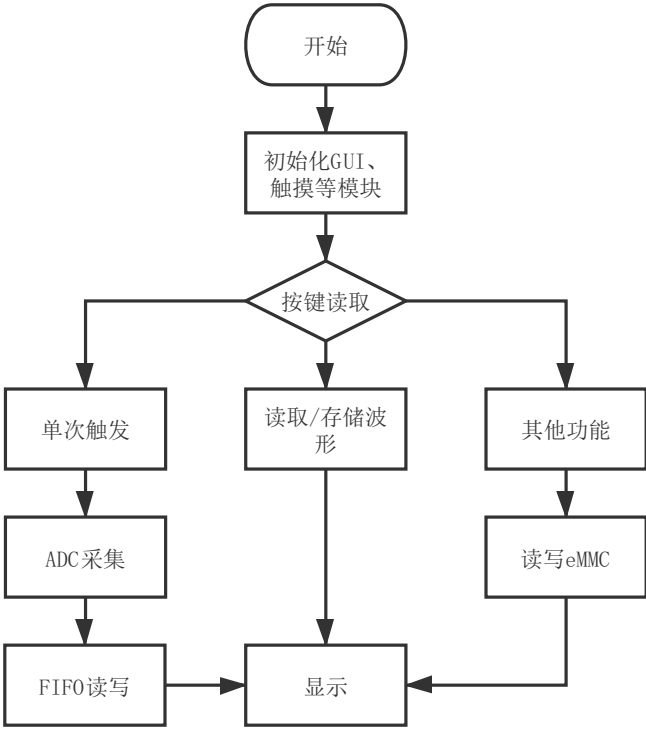 开始
初始化GUI、
触摸等模块
按键读取
单次触发
读取/存储波
形
其他功能
ADC采集
读写eMMC
FIFO读写
显示